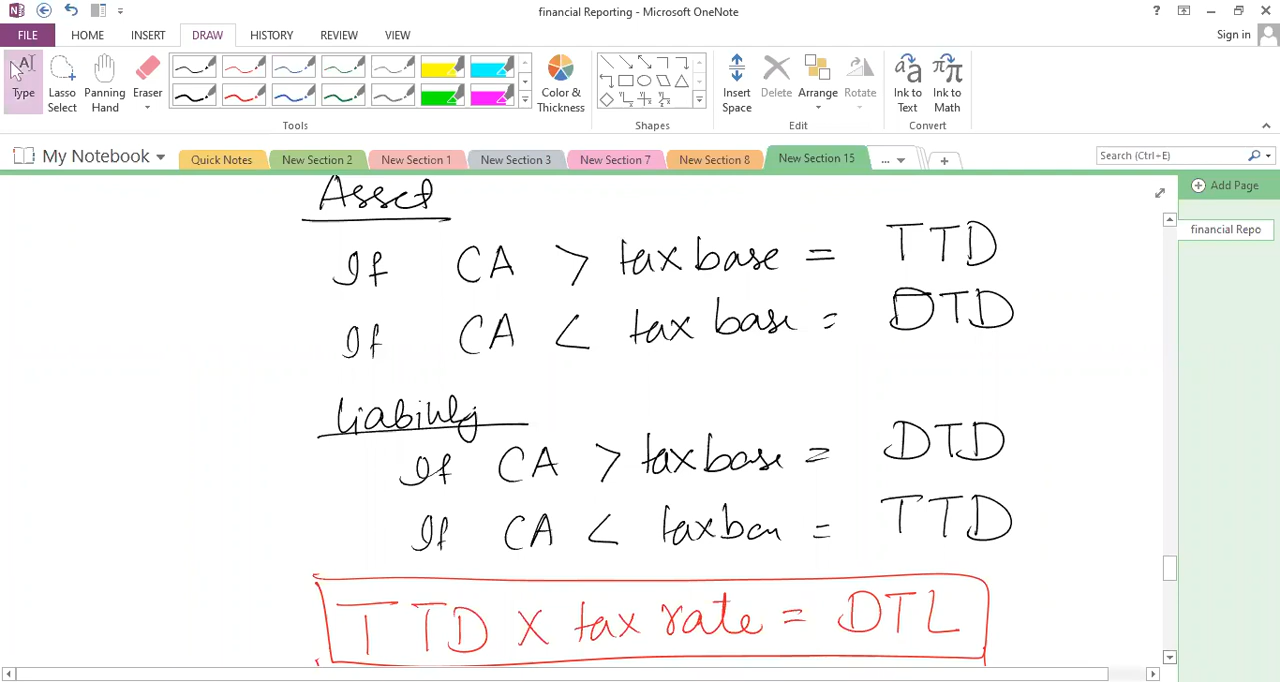 financial Reporting - Microsoft OneNote
Sign in
FILE HOME INSERT DRAW HISTORY REVIEW VIEW
Type
Lasso Select
Panning Hand
Eraser
Color & Thickness
Insert Space
Delete
Arrange
Rotate
Ink to Text
Ink to Math
Tools Shapes Edit Convert
My Notebook Quick Notes New Section 2 New Section 1 New Section 3 New Section 7 New Section 8 New Section 15 ... Search (Ctrl+E)
Add Page
financial Repo
Asset
If CA > tax base = TTD
If CA < tax base = DTD
Liability
If CA > tax base = DTD
If CA < tax ban = TTD
TTD X tax rate = DTL